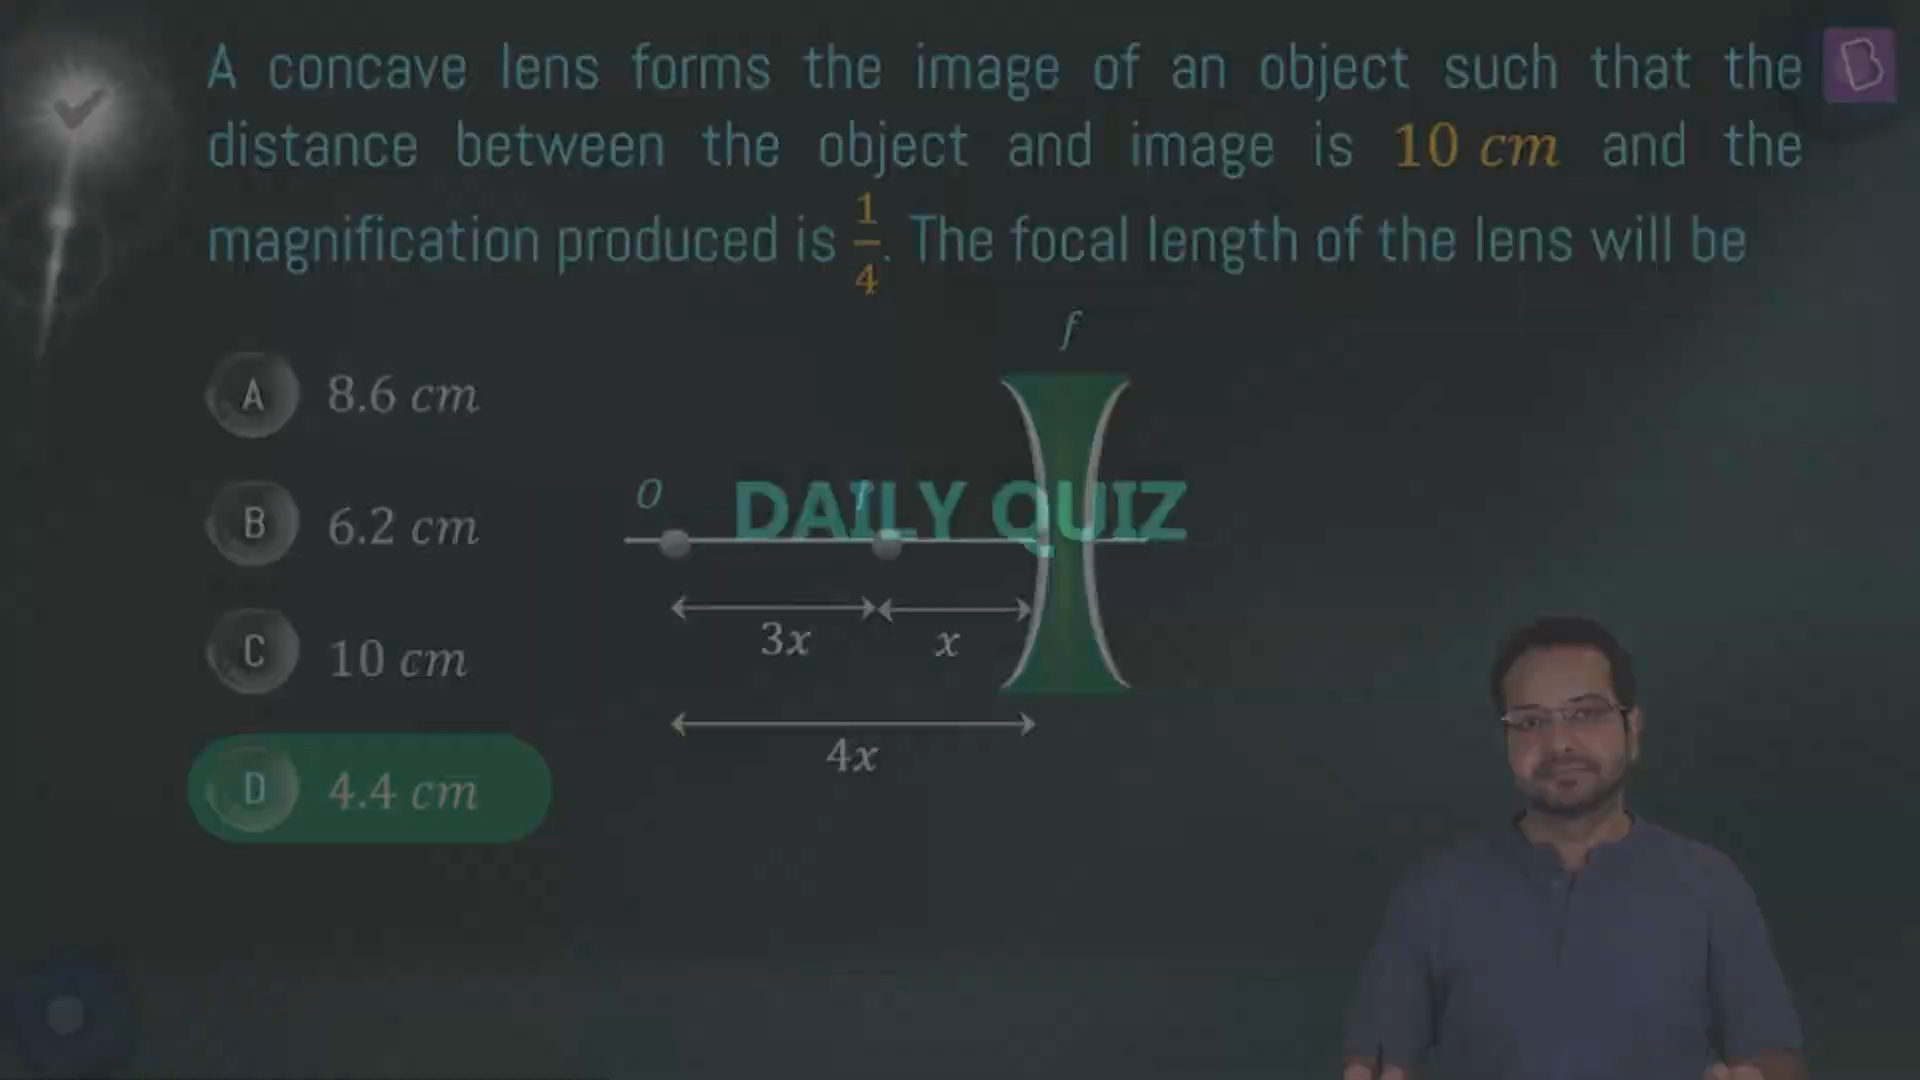 A concave lens forms the image of an object such that the
distance between the object and image is 10 cm and the
magnification produced is 1/4. The focal length of the lens will be
f
A 8.6 cm
B 6.2 cm
C 10 cm
D 4.4 cm
O
I
DAILY QUIZ
3x
x
4x
B